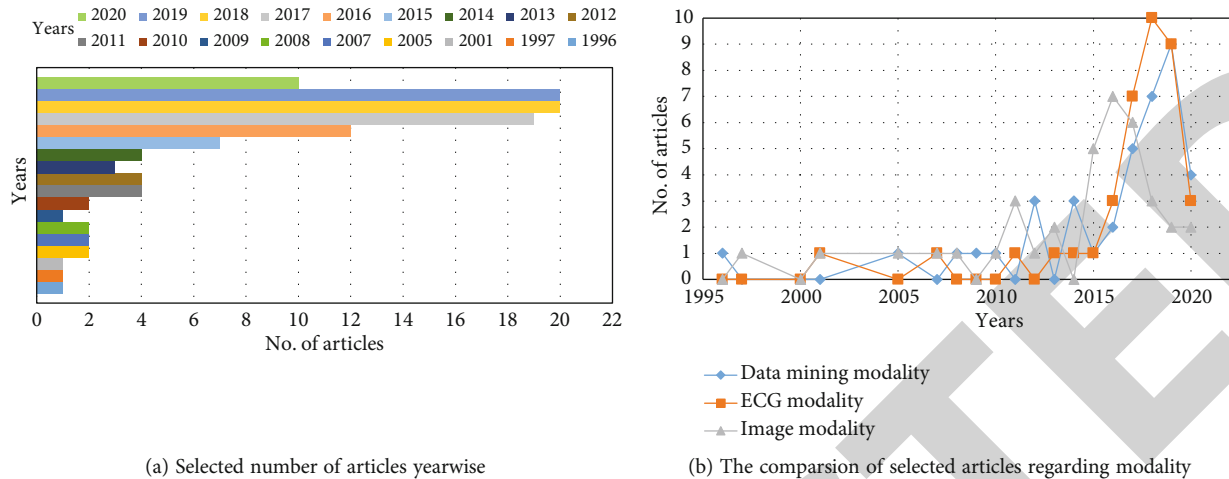 Years
2020 2019 2018 2017 2016 2015 2014 2013 2012
2011 2010 2009 2008 2007 2005 2001 1997 1996
Years
0 2 4 6 8 10 12 14 16 18 20 22
No. of articles
(a) Selected number of articles yearwise
10
9
8
7
6
5
4
3
2
1
0
No. of articles
1995 2000 2005 2010 2015 2020
Years
Data mining modality
ECG modality
Image modality
(b) The comparsion of selected articles regarding modality